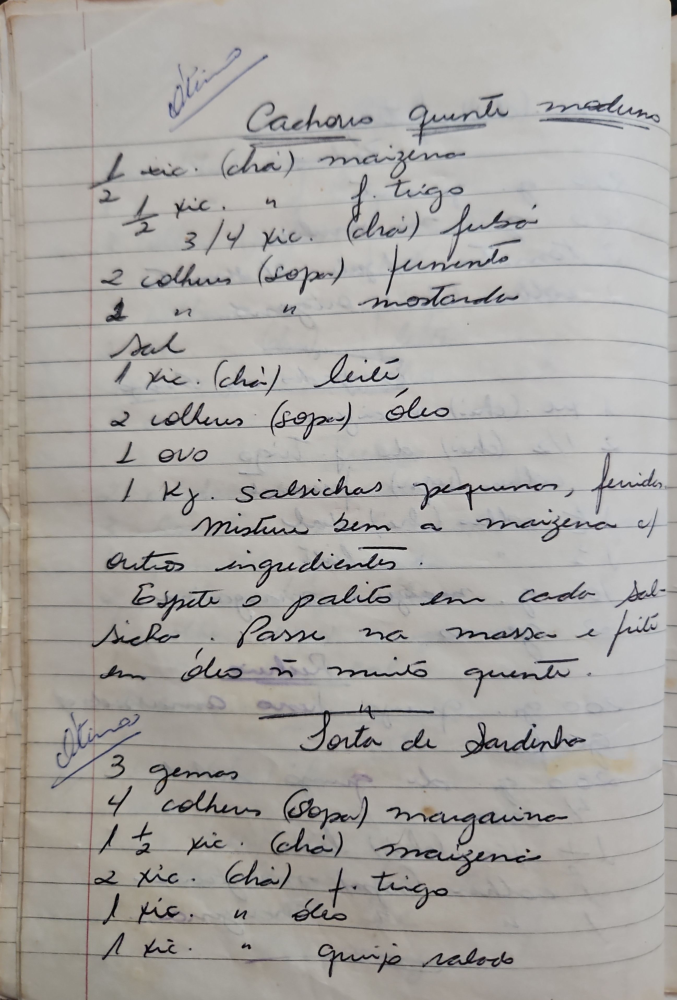 Ótimo
Cachorro quente moderno
1/2 xic. (chá) maizena
1/2 xic. " f. trigo
3/4 xic. (chá) fubá
2 colheres (sopa) fermento
1 " " mostarda
Sal
1 xic. (chá) leite
2 colheres (sopa) óleo
1 ovo
1 Kg. salsichas pequenas, fervidas.
Misture bem a maizena c/
outros ingredientes.
Espete o palito em cada sal-
sicha. Passe na massa e frite
em óleo ñ muito quente.
"
Ótima
Torta de Sardinha
3 gemas
4 colheres (sopa) margarina
1 1/2 xic. (chá) maizena
2 xic. (chá) f. trigo
1 xic. " óleo
1 xic. " queijo ralado